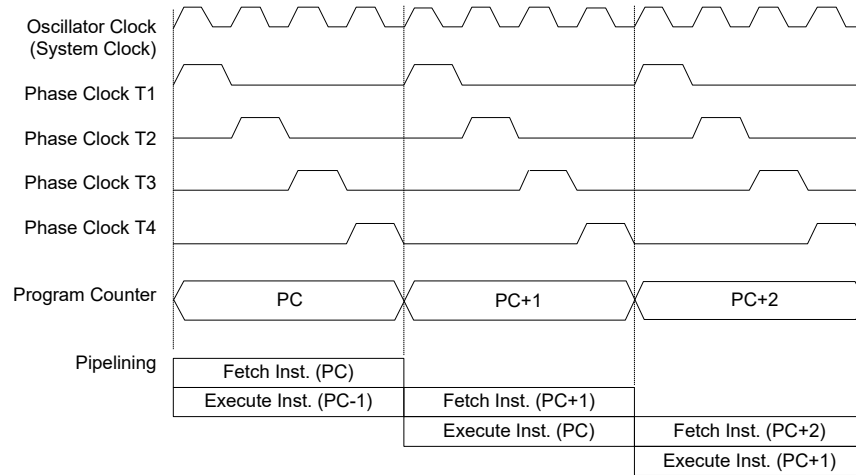 Oscillator Clock
(System Clock)
Phase Clock T1
Phase Clock T2
Phase Clock T3
Phase Clock T4
Program Counter
PC
PC+1
PC+2
Pipelining
Fetch Inst. (PC)
Execute Inst. (PC-1)
Fetch Inst. (PC+1)
Execute Inst. (PC)
Fetch Inst. (PC+2)
Execute Inst. (PC+1)